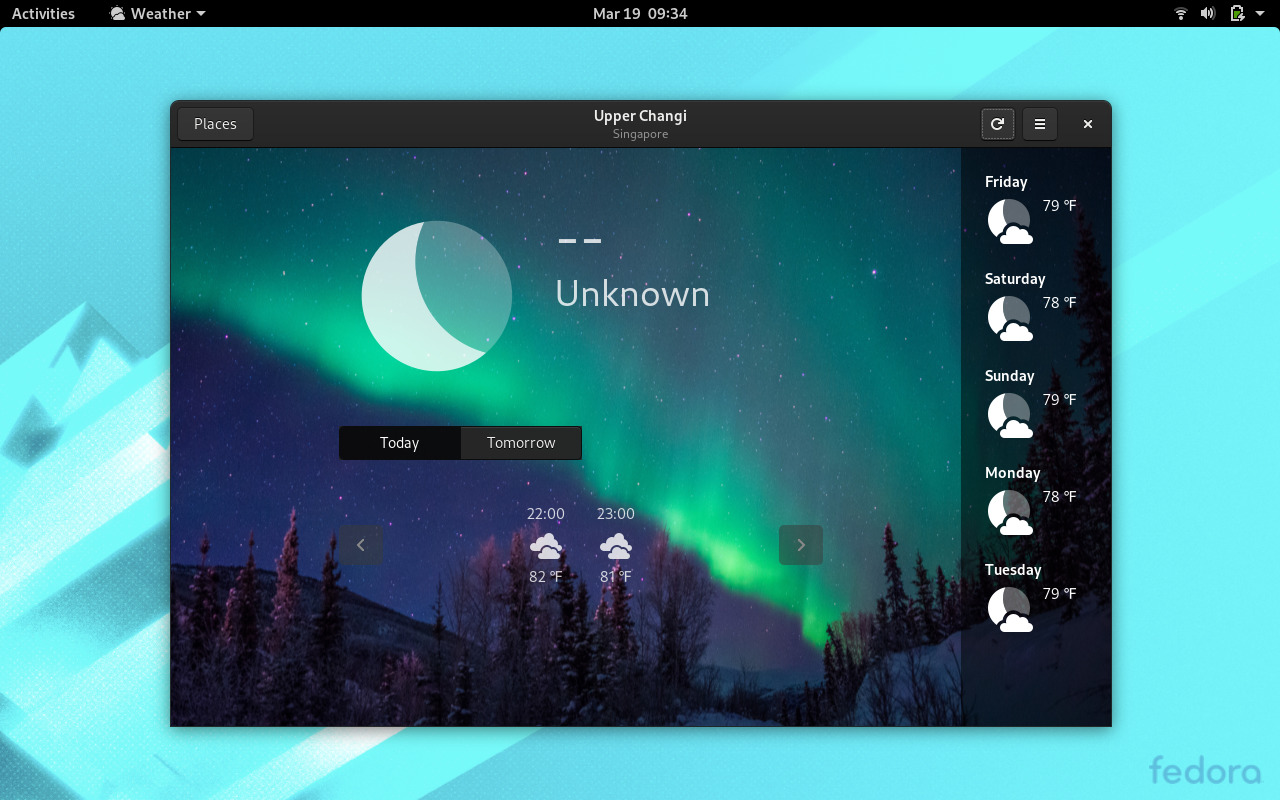 Activities Weather Mar 19 09:34
Places Upper Changi
Singapore
-- 
Unknown
Today Tomorrow
22:00 23:00
82 °F 81 °F
Friday
79 °F
Saturday
78 °F
Sunday
79 °F
Monday
78 °F
Tuesday
79 °F
fedora